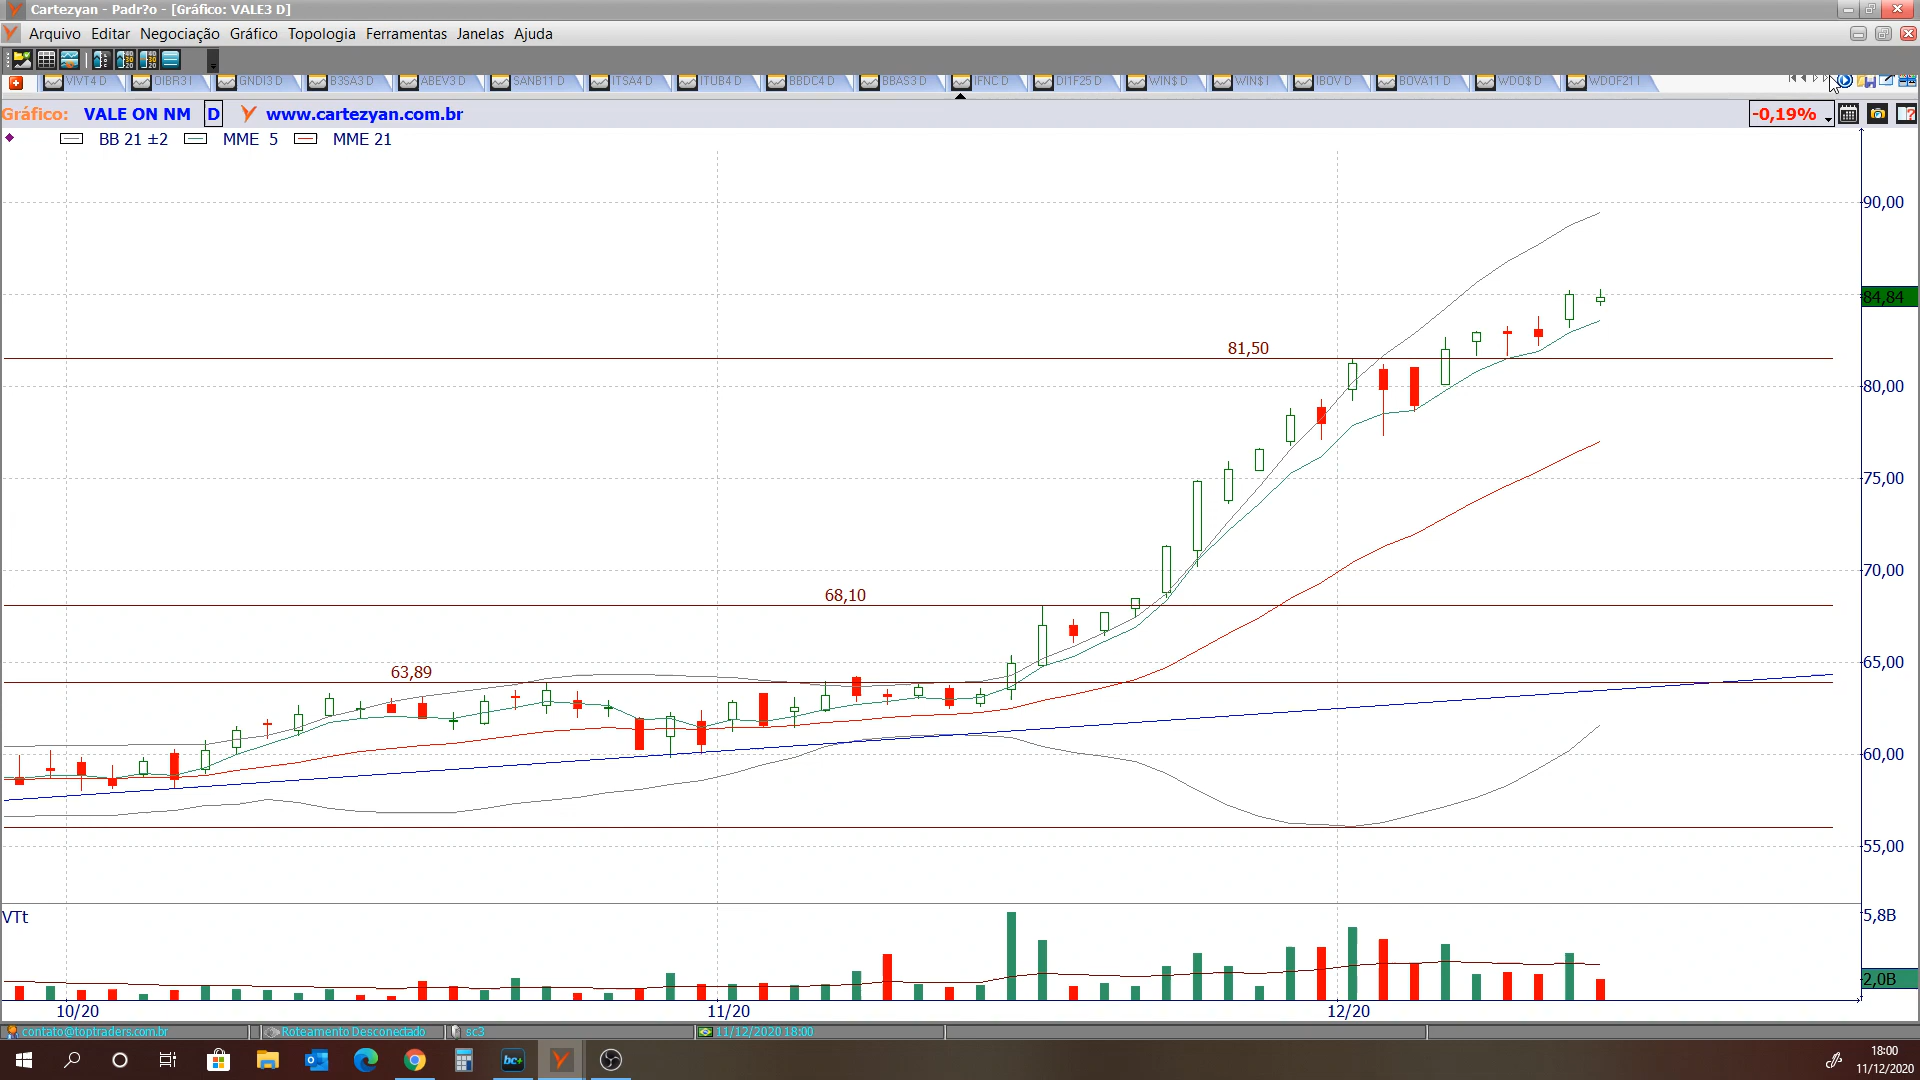 Cartezyan - Padr?o - [Gráfico: VALE3 D]
Arquivo Editar Negociação Gráfico Topologia Ferramentas Janelas Ajuda
VIVT4 D OIBR3 I GNDI3 D B3SA3 D ABEV3 D SANB11 D ITSA4 D ITUB4 D BBDC4 D BBAS3 D IFNC D DI1F25 D WIN$ D WIN$ I IBOV D BOVA11 D WDO$ D WDOF21 I
Gráfico: VALE ON NM D www.cartezyan.com.br -0,19%
BB 21 ±2 MME 5 MME 21
90,00
84,84
81,50
80,00
75,00
70,00
68,10
65,00
63,89
60,00
55,00
VTt
5,8B
2,0B
10/20 11/20 12/20
contato@toptraders.com.br Roteamento Desconectado sc3 11/12/2020 18:00
bc+
18:00
11/12/2020